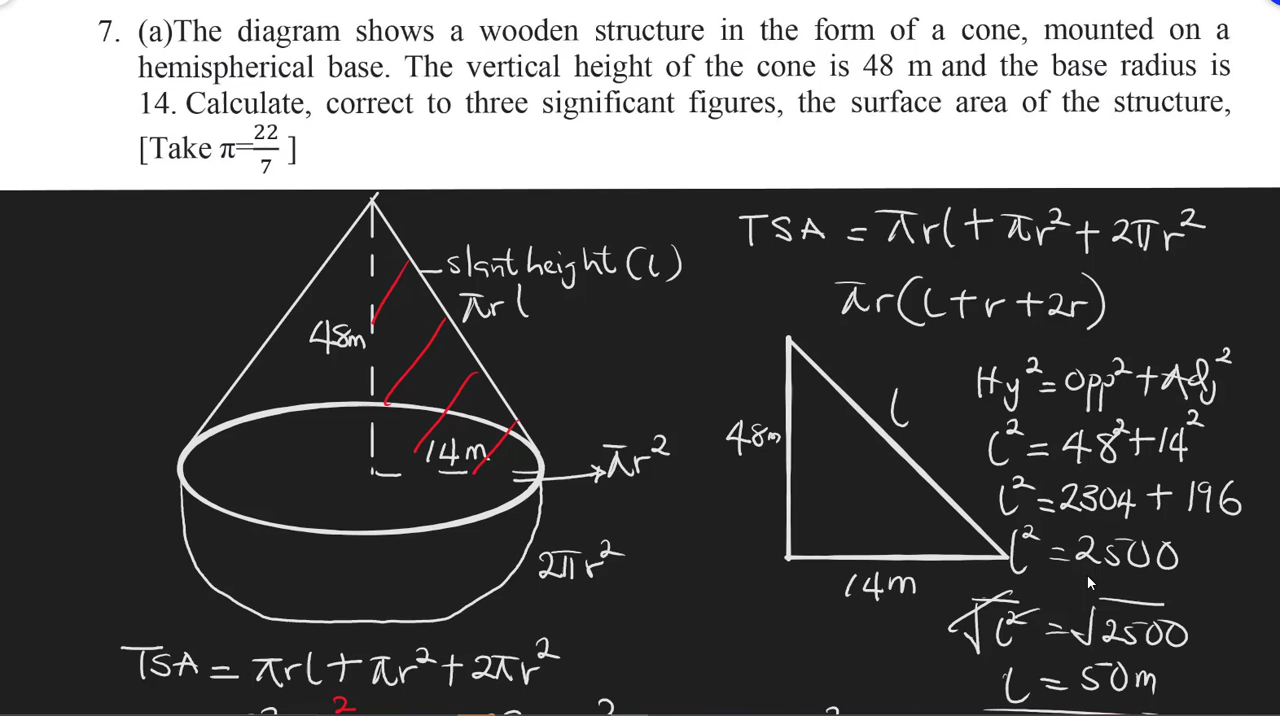 7. (a)The diagram shows a wooden structure in the form of a cone, mounted on a
hemispherical base. The vertical height of the cone is 48 m and the base radius is
14. Calculate, correct to three significant figures, the surface area of the structure,
[Take π=22/7 ]
slant height (l)
πrl
48m
14m
πr²
2πr²
TSA = πrl + πr² + 2πr²
TSA = πrl + πr² + 2πr²
πr(l+r+2r)
48m
l
14m
Hy² = Opp² + Adj²
l² = 48² + 14²
l² = 2304 + 196
l² = 2500
√l² = √2500
l = 50m